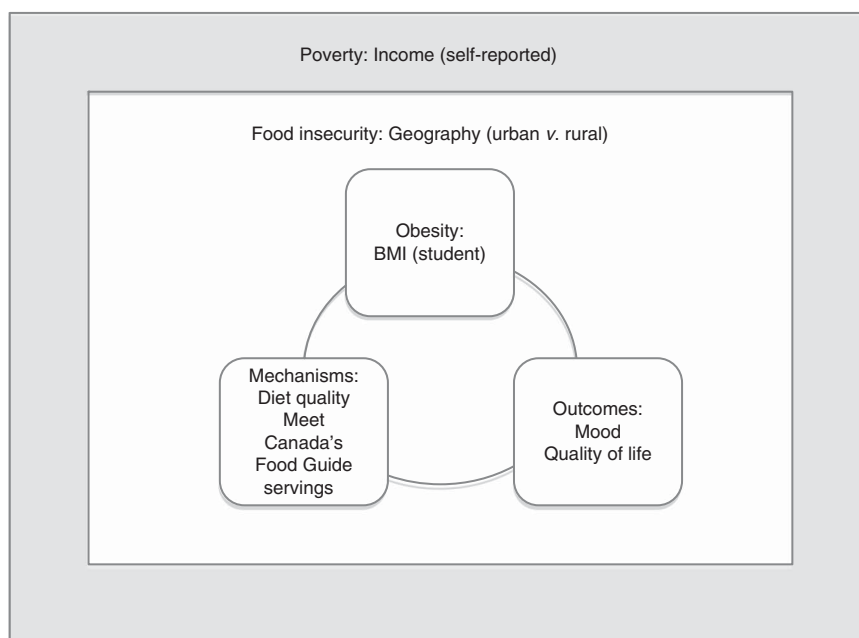 Poverty: Income (self-reported)
Food insecurity: Geography (urban v. rural)
Obesity:
BMI (student)
Mechanisms:
Diet quality
Meet
Canada's
Food Guide
servings
Outcomes:
Mood
Quality of life